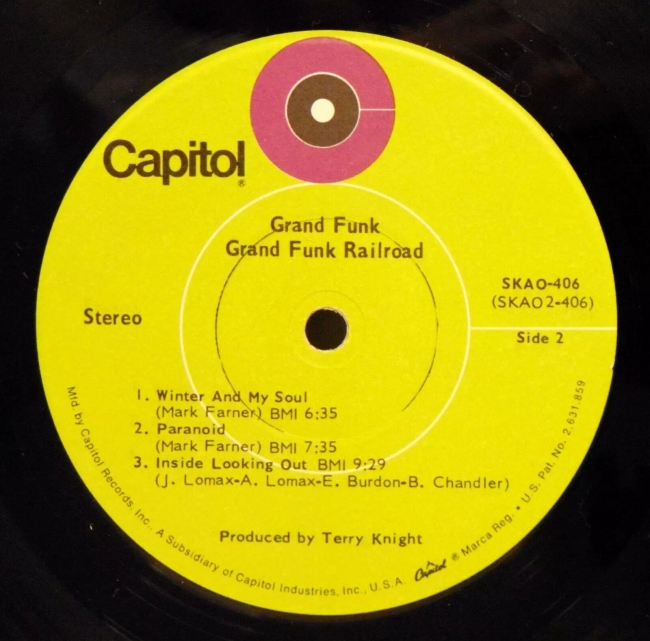 Capitol®
Grand Funk
Grand Funk Railroad
SKAO-406
(SKAO 2-406)
Stereo
Side 2
1. Winter And My Soul
(Mark Farner) BMI 6:35
2. Paranoid
(Mark Farner) BMI 7:35
3. Inside Looking Out BMI 9:29
(J. Lomax-A. Lomax-E. Burdon-B. Chandler)
Produced by Terry Knight
Mfd. by Capitol Records, Inc., A Subsidiary of Capitol Industries, Inc., U.S.A. Capitol ® Marca Reg. • U.S. Pat. No. 2,631,859